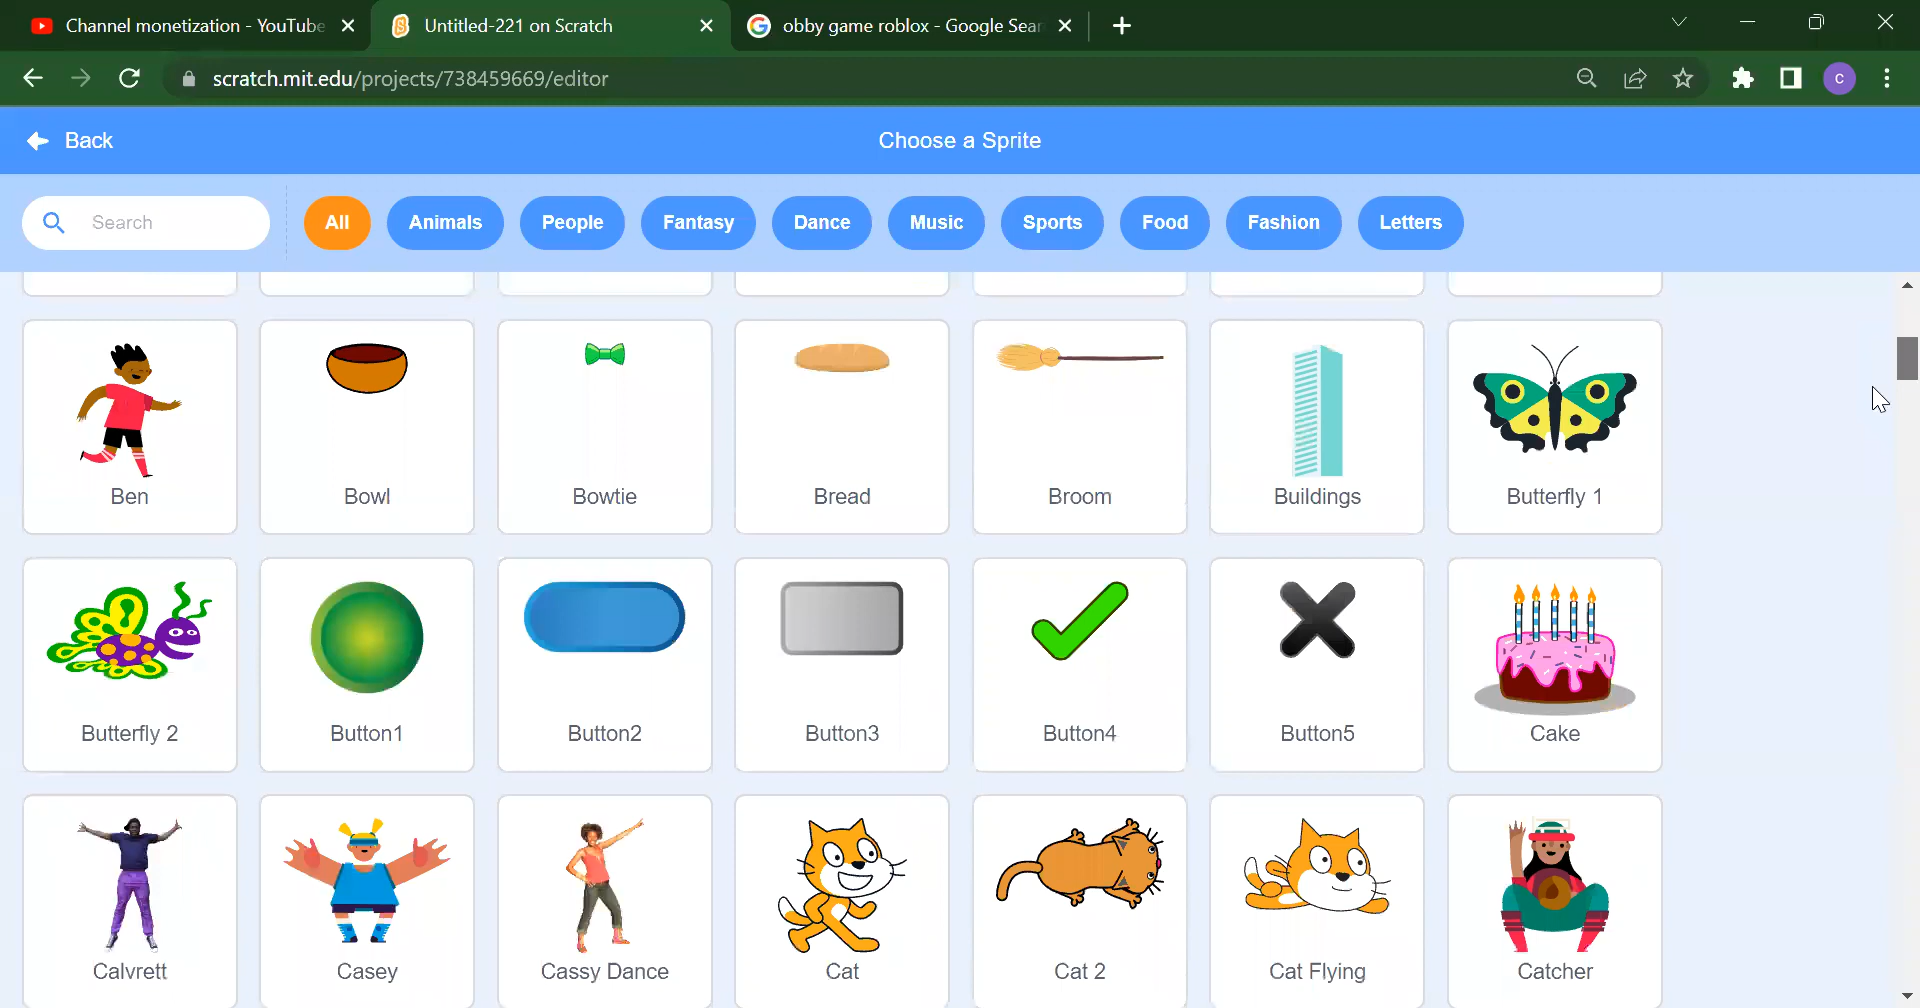 Channel monetization - YouTube
Untitled-221 on Scratch
obby game roblox - Google Sear
scratch.mit.edu/projects/738459669/editor
c
Back
Choose a Sprite
Search
All
Animals
People
Fantasy
Dance
Music
Sports
Food
Fashion
Letters
Ben
Bowl
Bowtie
Bread
Broom
Buildings
Butterfly 1
Butterfly 2
Button1
Button2
Button3
Button4
Button5
Cake
Calvrett
Casey
Cassy Dance
Cat
Cat 2
Cat Flying
Catcher